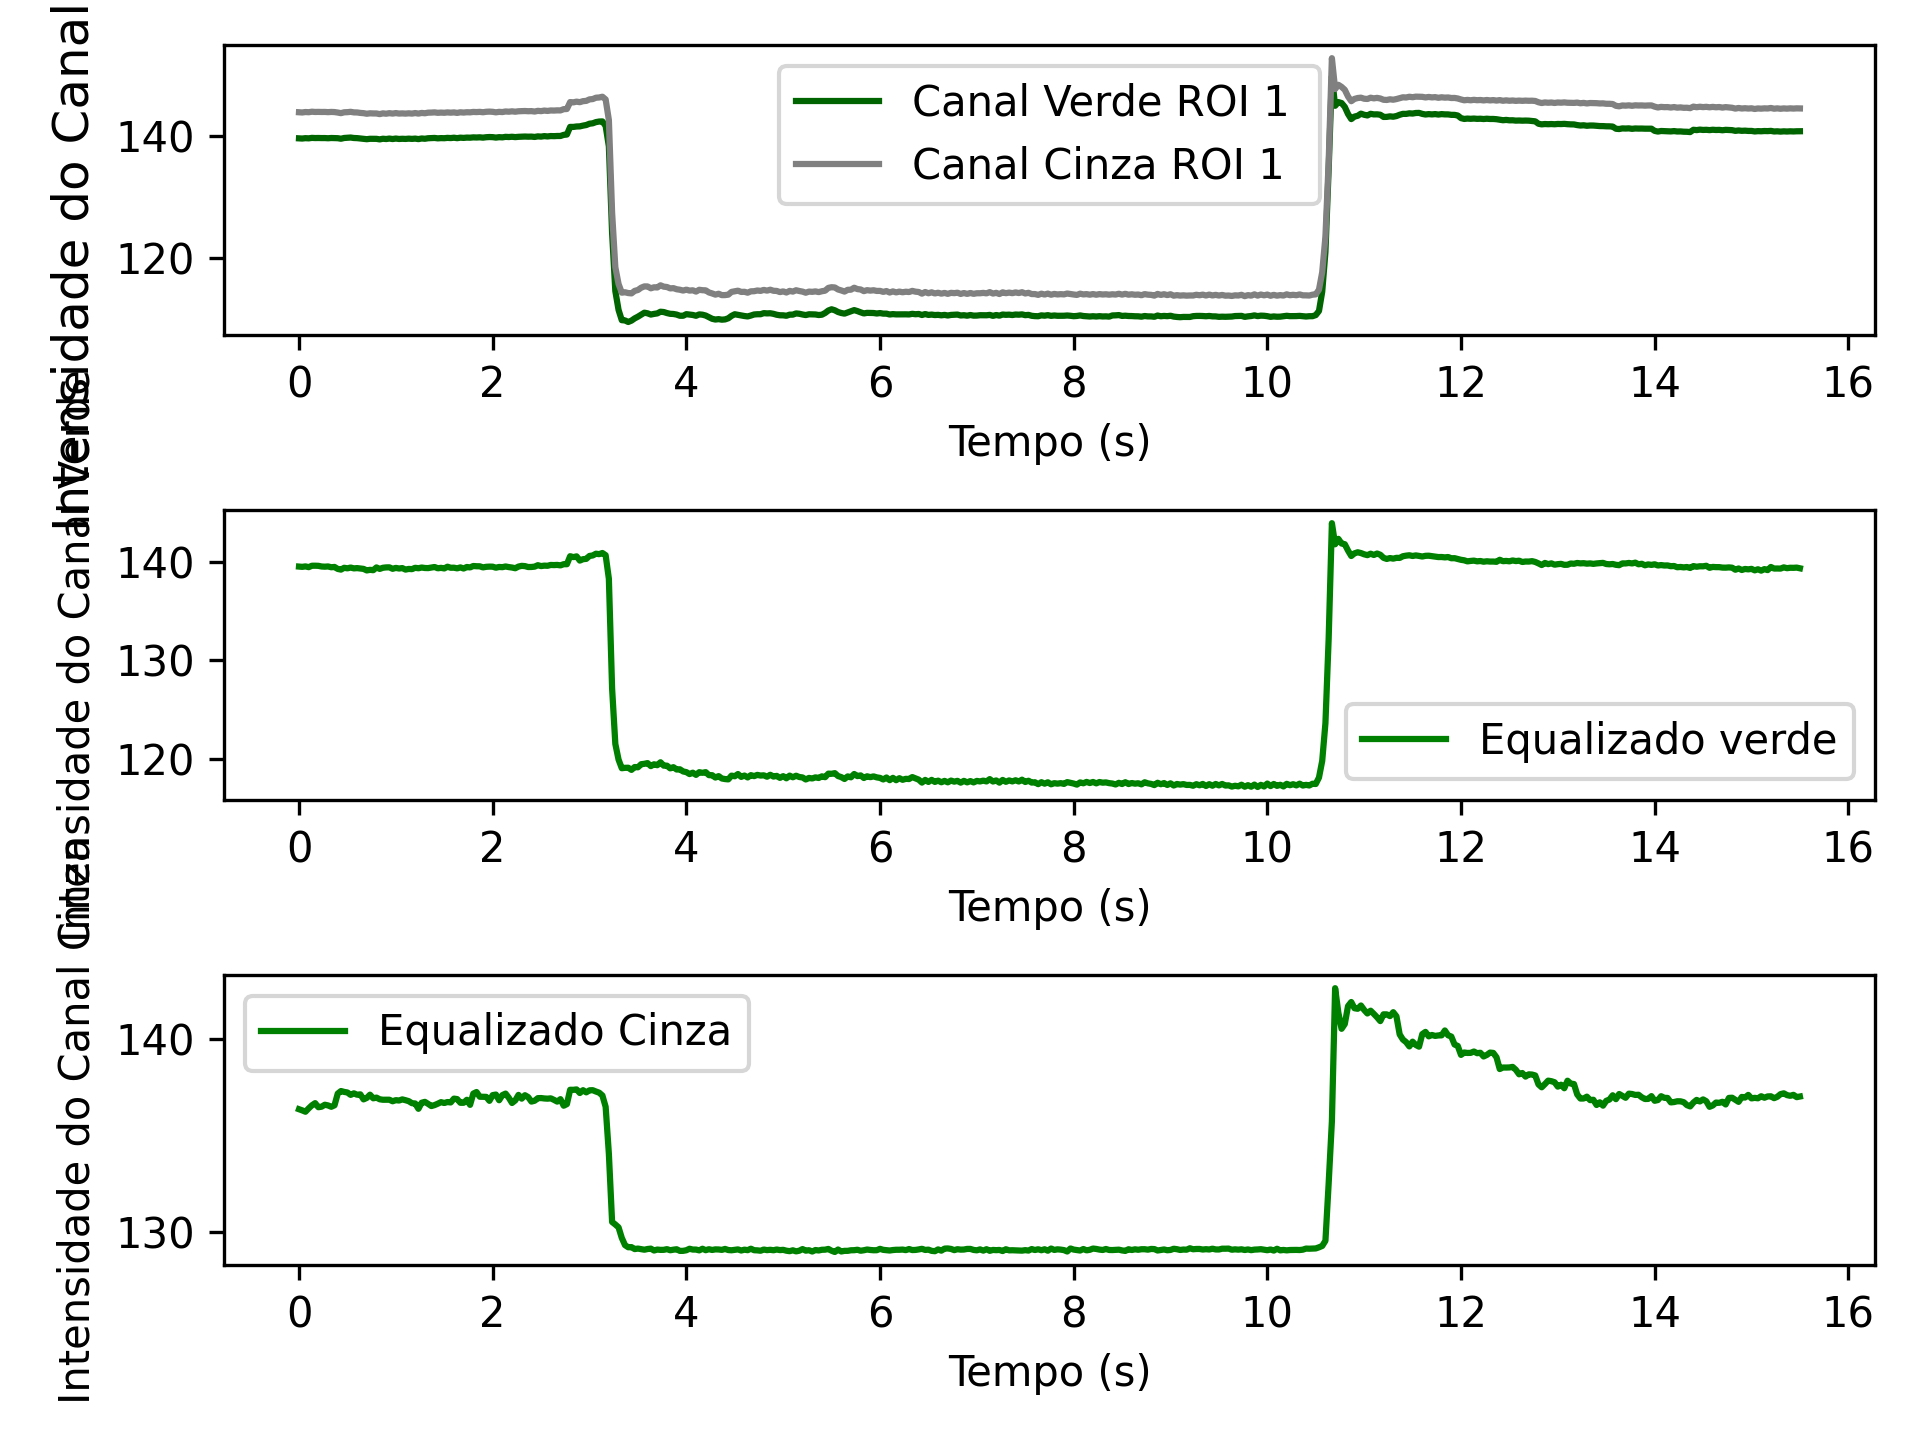 Intensidade do Canal
140
120
Canal Verde ROI 1
Canal Cinza ROI 1
0 2 4 6 8 10 12 14 16
Tempo (s)
Intensidade do Canal Verde
140
130
120
Equalizado verde
0 2 4 6 8 10 12 14 16
Tempo (s)
Intensidade do Canal Cinza
140
130
Equalizado Cinza
0 2 4 6 8 10 12 14 16
Tempo (s)